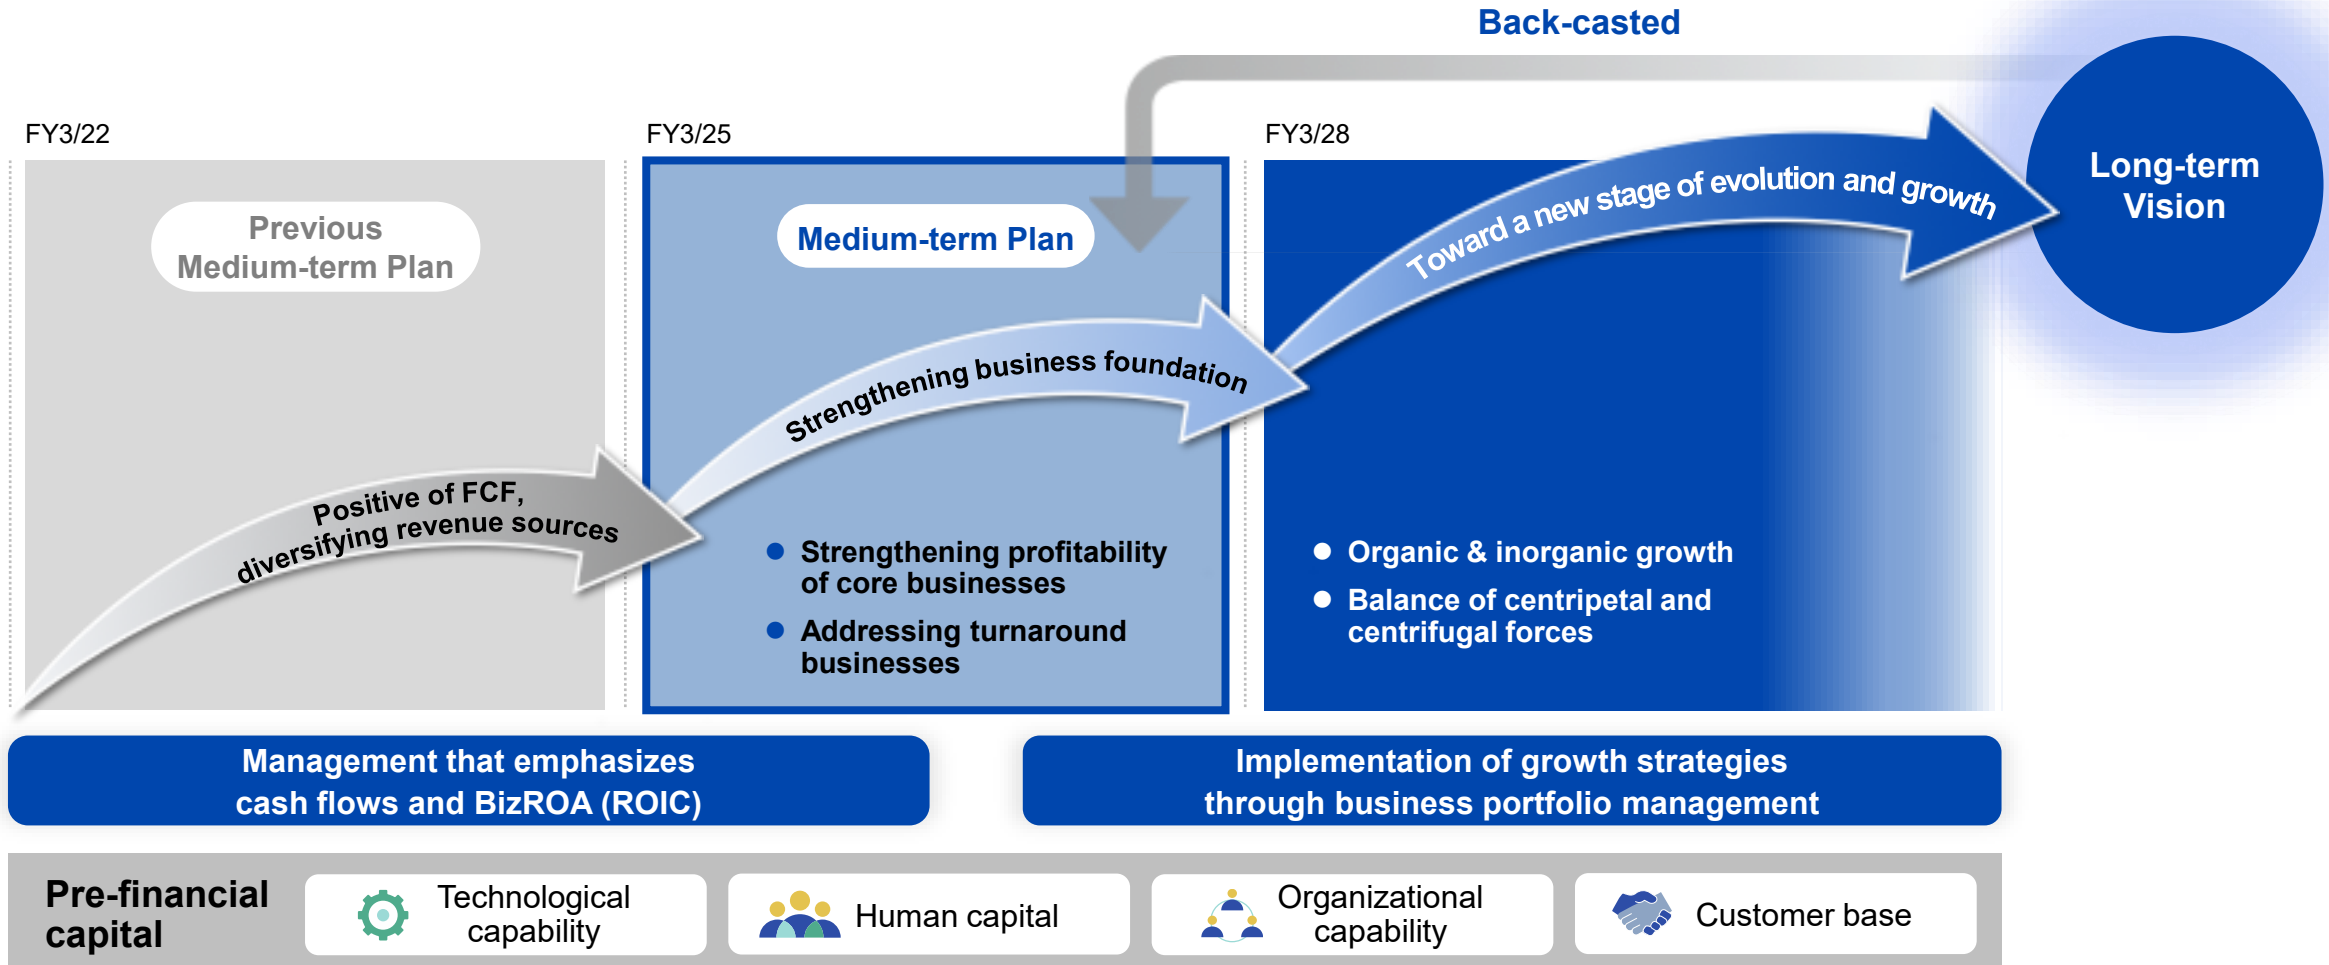 Back-casted
FY3/22
FY3/25
FY3/28
Long-term
Vision
Previous
Medium-term Plan
Medium-term Plan
Toward a new stage of evolution and growth
Strengthening business foundation
Positive of FCF,
diversifying revenue sources
Strengthening profitability
of core businesses
Addressing turnaround
businesses
Organic & inorganic growth
Balance of centripetal and
centrifugal forces
Management that emphasizes
cash flows and BizROA (ROIC)
Implementation of growth strategies
through business portfolio management
Pre-financial
capital
Technological
capability
Human capital
Organizational
capability
Customer base